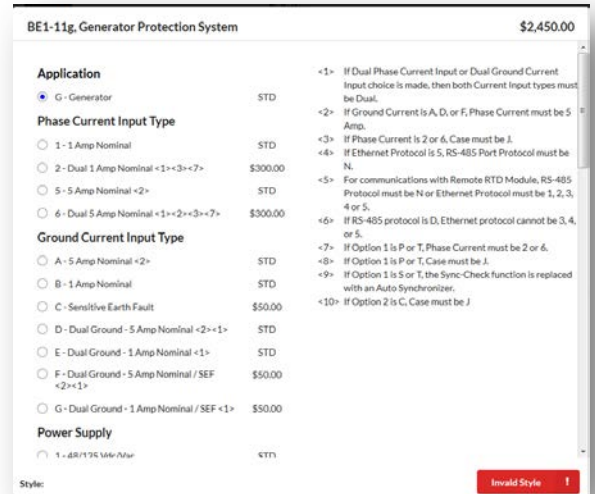 BE1-11g, Generator Protection System
$2,450.00
Application
G - Generator STD
Phase Current Input Type
1 - 1 Amp Nominal STD
2 - Dual 1 Amp Nominal <1><3><7> $300.00
5 - 5 Amp Nominal <2> STD
6 - Dual 5 Amp Nominal <1><2><3><7> $300.00
Ground Current Input Type
A - 5 Amp Nominal <2> STD
B - 1 Amp Nominal STD
C - Sensitive Earth Fault $50.00
D - Dual Ground - 5 Amp Nominal <2><1> STD
E - Dual Ground - 1 Amp Nominal <1> STD
F - Dual Ground - 5 Amp Nominal / SEF $50.00
<2><1>
G - Dual Ground - 1 Amp Nominal / SEF <1> $50.00
Power Supply
1 - 48/125 Vdc/Vac STD
<1> If Dual Phase Current Input or Dual Ground Current
Input choice is made, then both Current Input types must
be Dual.
<2> If Ground Current is A, D, or F, Phase Current must be 5
Amp.
<3> If Phase Current is 2 or 6, Case must be J.
<4> If Ethernet Protocol is 5, RS-485 Port Protocol must be
N.
<5> For communications with Remote RTD Module, RS-485
Protocol must be N or Ethernet Protocol must be 1, 2, 3,
4 or 5.
<6> If RS-485 protocol is D, Ethernet protocol cannot be 3, 4,
or 5.
<7> If Option 1 is P or T, Phase Current must be 2 or 6.
<8> If Option 1 is P or T, Case must be J.
<9> If Option 1 is S or T, the Sync-Check function is replaced
with an Auto Synchronizer.
<10> If Option 2 is C, Case must be J
Style:
Invalid Style !